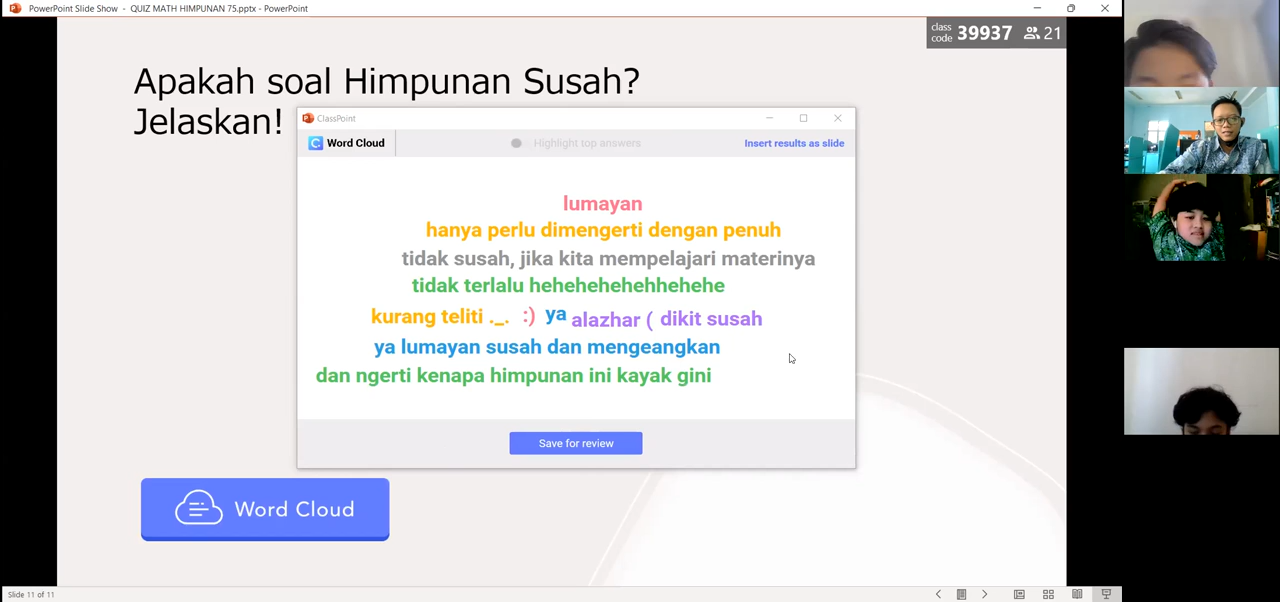 PowerPoint Slide Show - QUIZ MATH HIMPUNAN 75.pptx - PowerPoint
class code 39937 21
Apakah soal Himpunan Susah?
Jelaskan!
ClassPoint
Word Cloud Highlight top answers Insert results as slide
lumayan
hanya perlu dimengerti dengan penuh
tidak susah, jika kita mempelajari materinya
tidak terlalu hehehehehehhehehe
kurang teliti ._. :) ya alazhar ( dikit susah
ya lumayan susah dan mengeangkan
dan ngerti kenapa himpunan ini kayak gini
Save for review
Word Cloud
Slide 11 of 11